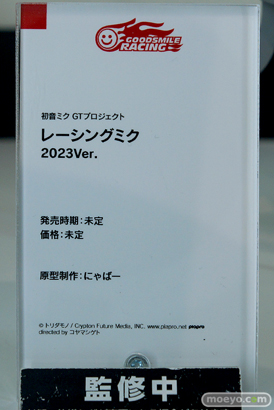 GOODSMILE
RACING
初音ミク GTプロジェクト
レーシングミク
2023Ver.
発売時期：未定
価格：未定
原型制作：にゃばー
© トリダモノ / Crypton Future Media, INC. www.piapro.net piapro
directed by コヤマシゲト
監修中
moeyo.com